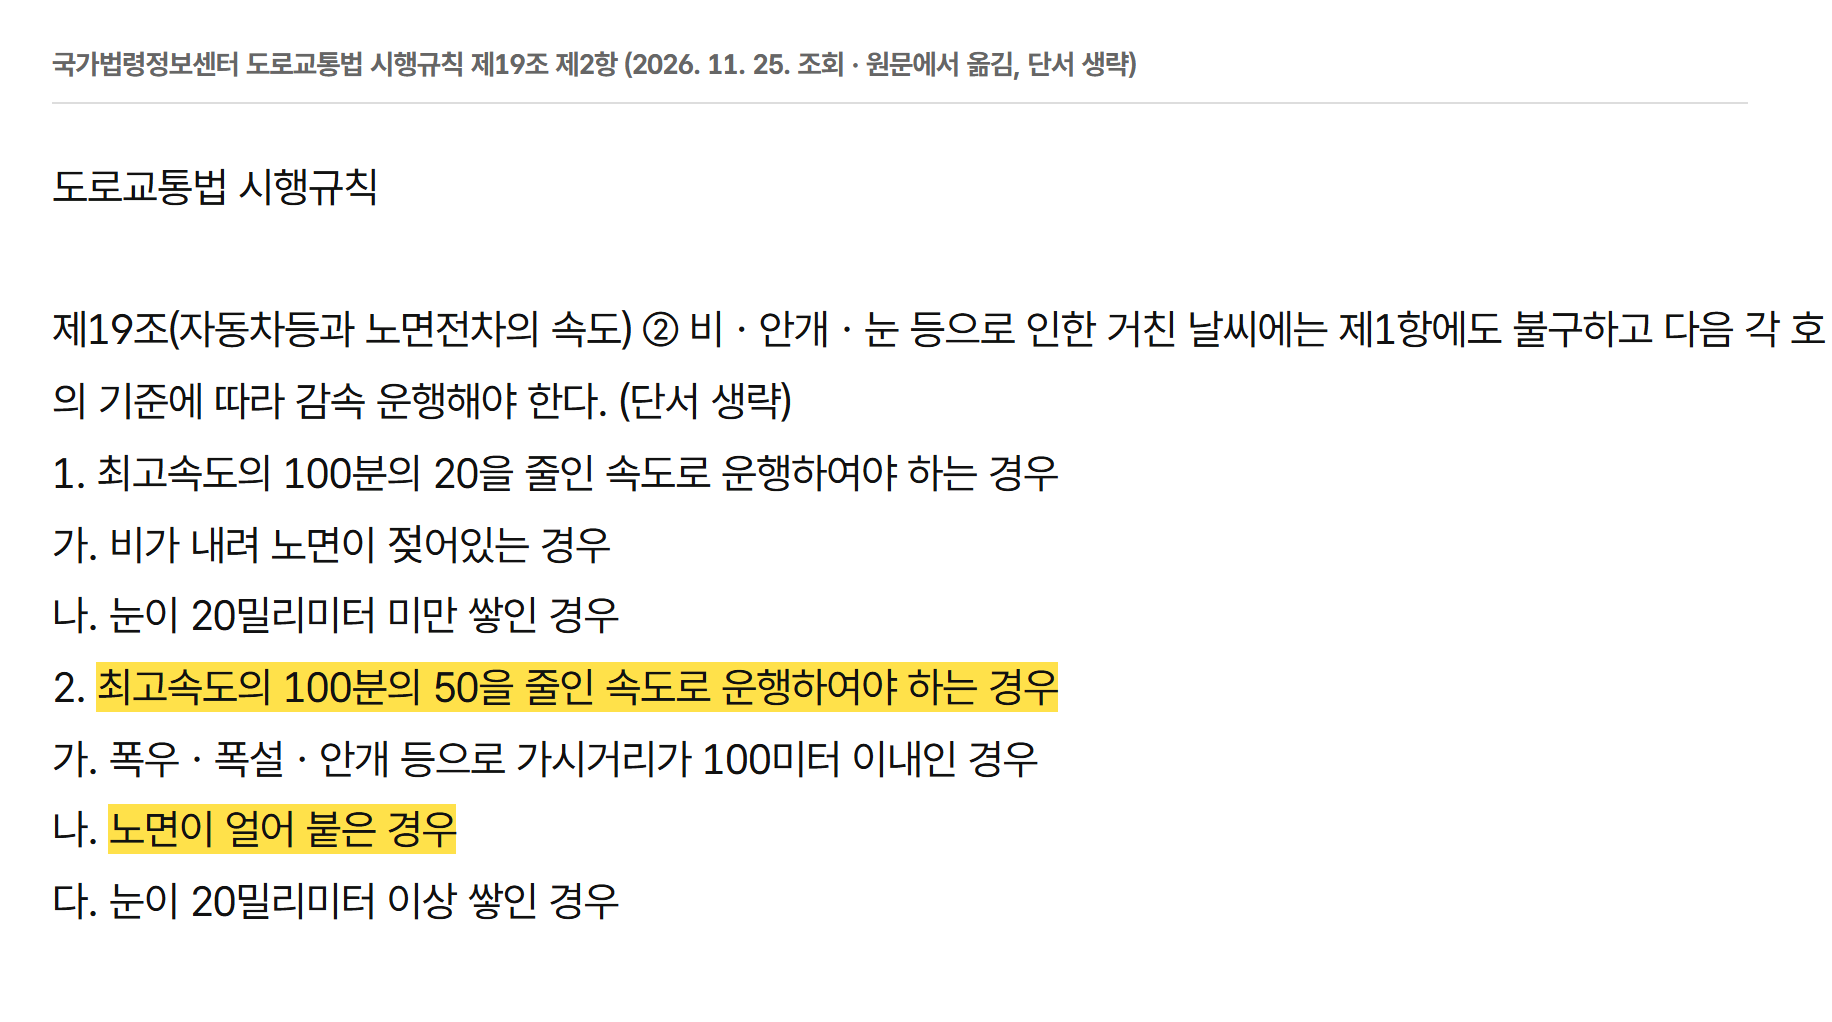 국가법령정보센터 도로교통법 시행규칙 제19조 제2항 (2026. 11. 25. 조회 · 원문에서 옮김, 단서 생략)
도로교통법 시행규칙
제19조(자동차등과 노면전차의 속도) ② 비 · 안개 · 눈 등으로 인한 거친 날씨에는 제1항에도 불구하고 다음 각 호
의 기준에 따라 감속 운행해야 한다. (단서 생략)
1. 최고속도의 100분의 20을 줄인 속도로 운행하여야 하는 경우
가. 비가 내려 노면이 젖어있는 경우
나. 눈이 20밀리미터 미만 쌓인 경우
2. 최고속도의 100분의 50을 줄인 속도로 운행하여야 하는 경우
가. 폭우 · 폭설 · 안개 등으로 가시거리가 100미터 이내인 경우
나. 노면이 얼어 붙은 경우
다. 눈이 20밀리미터 이상 쌓인 경우